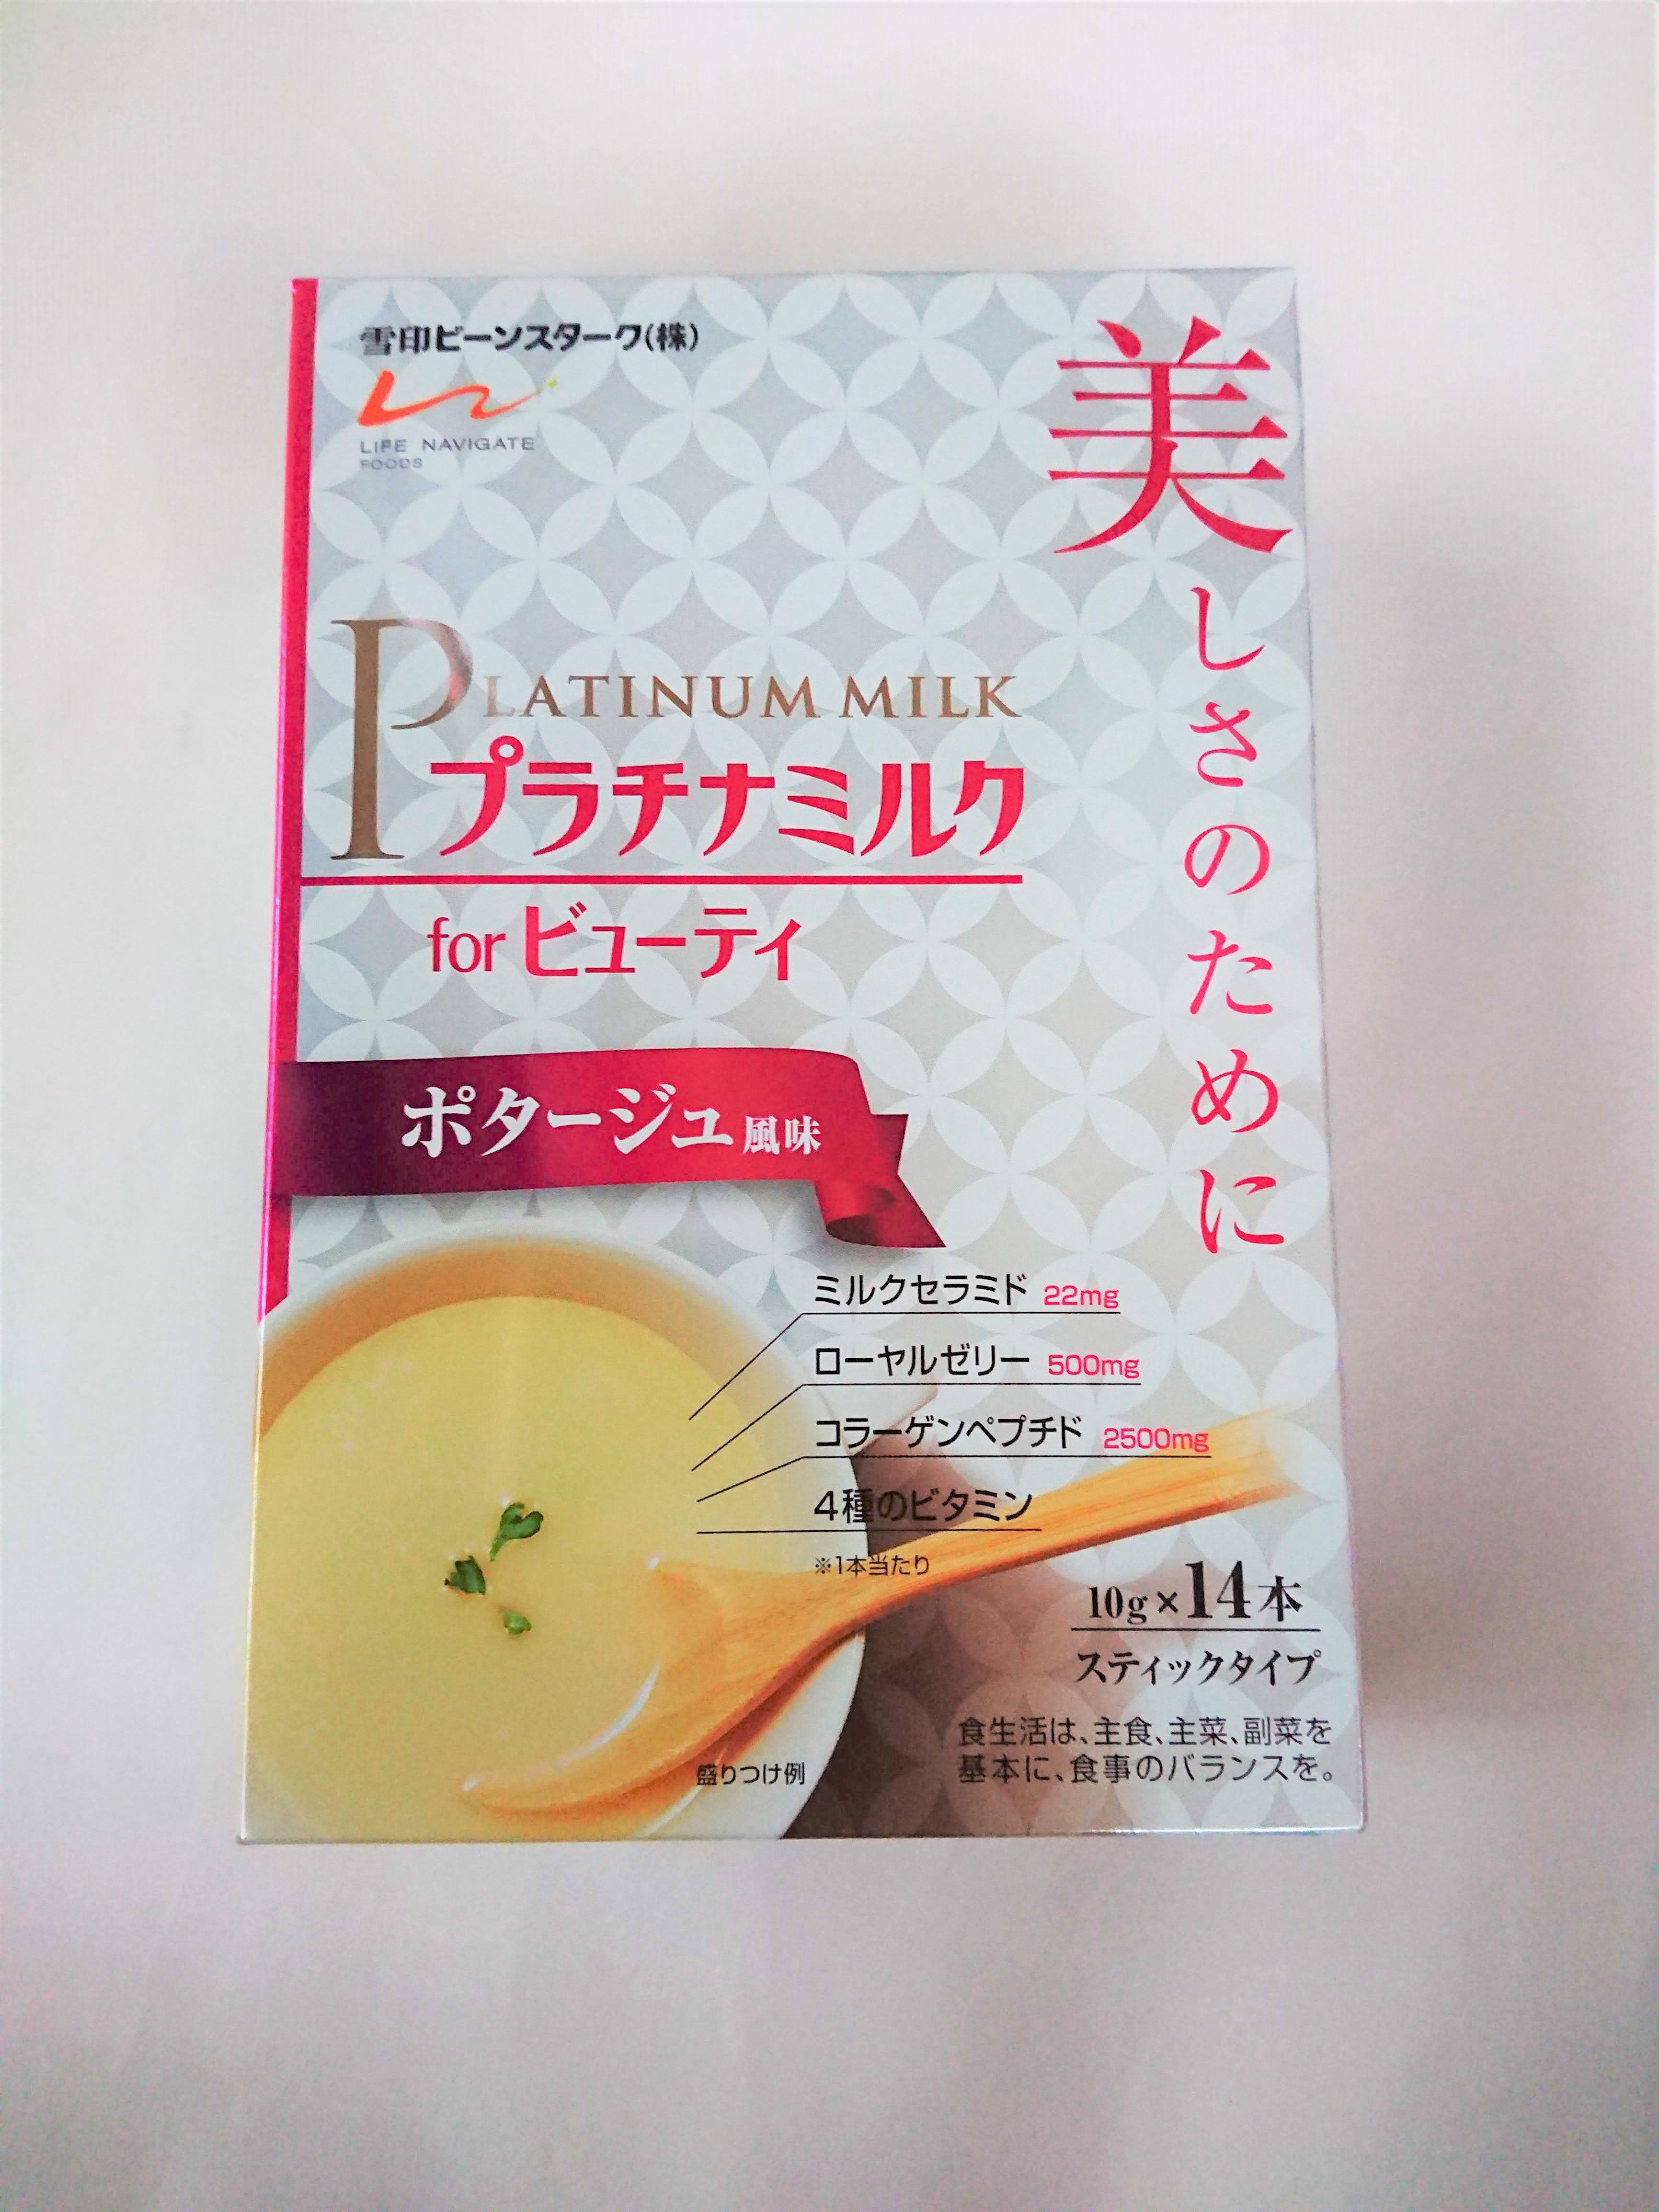 雪印ビーンスターク(株)
LIFE NAVIGATE
FOODS
美しさのために
PLATINUM MILK
プラチナミルク
for ビューティ
ポタージュ風味
ミルクセラミド 22mg
ローヤルゼリー 500mg
コラーゲンペプチド 2500mg
4種のビタミン
※1本当たり
10g×14本
スティックタイプ
食生活は、主食、主菜、副菜を
基本に、食事のバランスを。
盛りつけ例